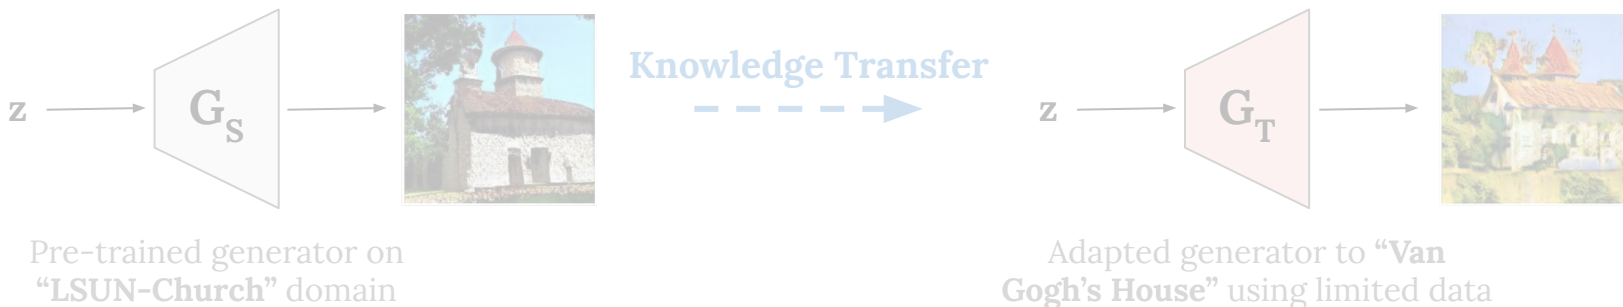 z
G_S
Knowledge Transfer
z
G_T
Pre-trained generator on
“LSUN-Church” domain
Adapted generator to “Van
Gogh’s House” using limited data